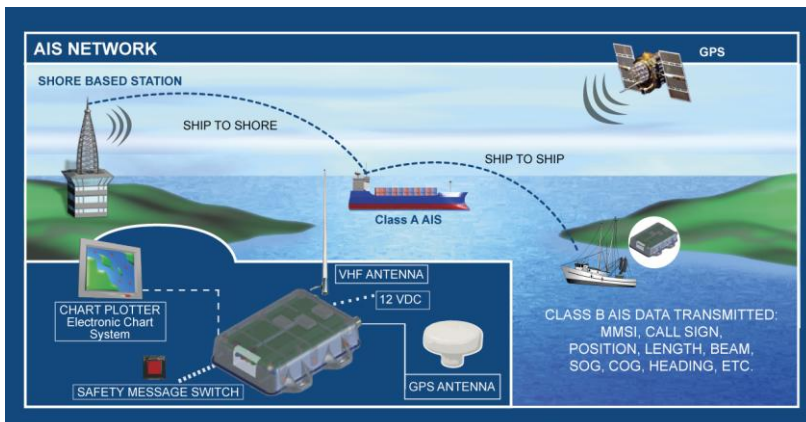 AIS NETWORK
GPS
SHORE BASED STATION
SHIP TO SHORE
SHIP TO SHIP
Class A AIS
VHF ANTENNA
12 VDC
CHART PLOTTER
Electronic Chart
System
SAFETY MESSAGE SWITCH
GPS ANTENNA
CLASS B AIS DATA TRANSMITTED:
MMSI, CALL SIGN,
POSITION, LENGTH, BEAM,
SOG, COG, HEADING, ETC.